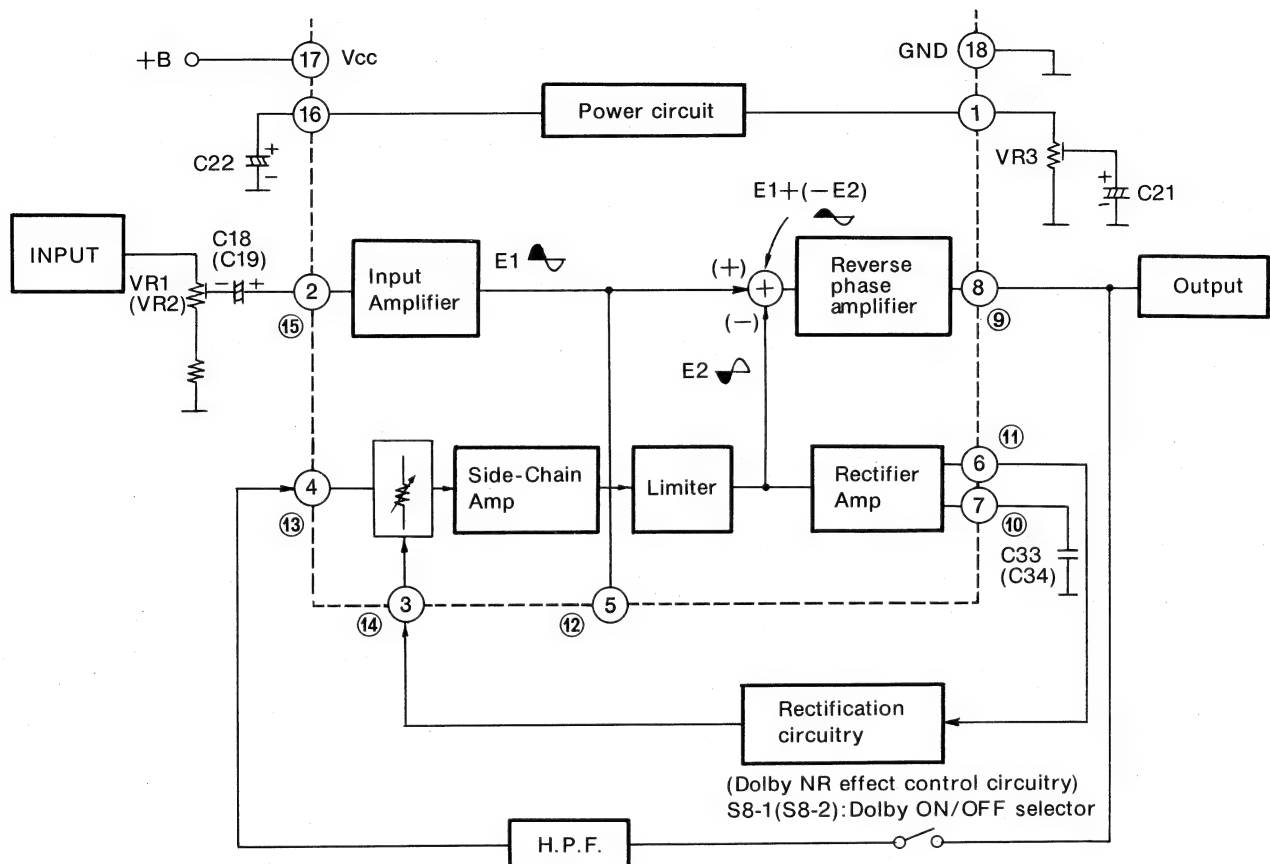 +B
17
Vcc
GND
18
16
Power circuit
1
C22
+
-
VR3
+
-
C21
E1+(-E2)
INPUT
C18
(C19)
VR1
(VR2)
- +
2
15
Input
Amplifier
E1
(+)
+
(-)
Reverse
phase
amplifier
8
9
Output
E2
4
13
Side-Chain
Amp
Limiter
Rectifier
Amp
11
6
7
10
C33
(C34)
3
14
12
5
Rectification
circuitry
(Dolby NR effect control circuitry)
S8-1(S8-2):Dolby ON/OFF selector
H.P.F.